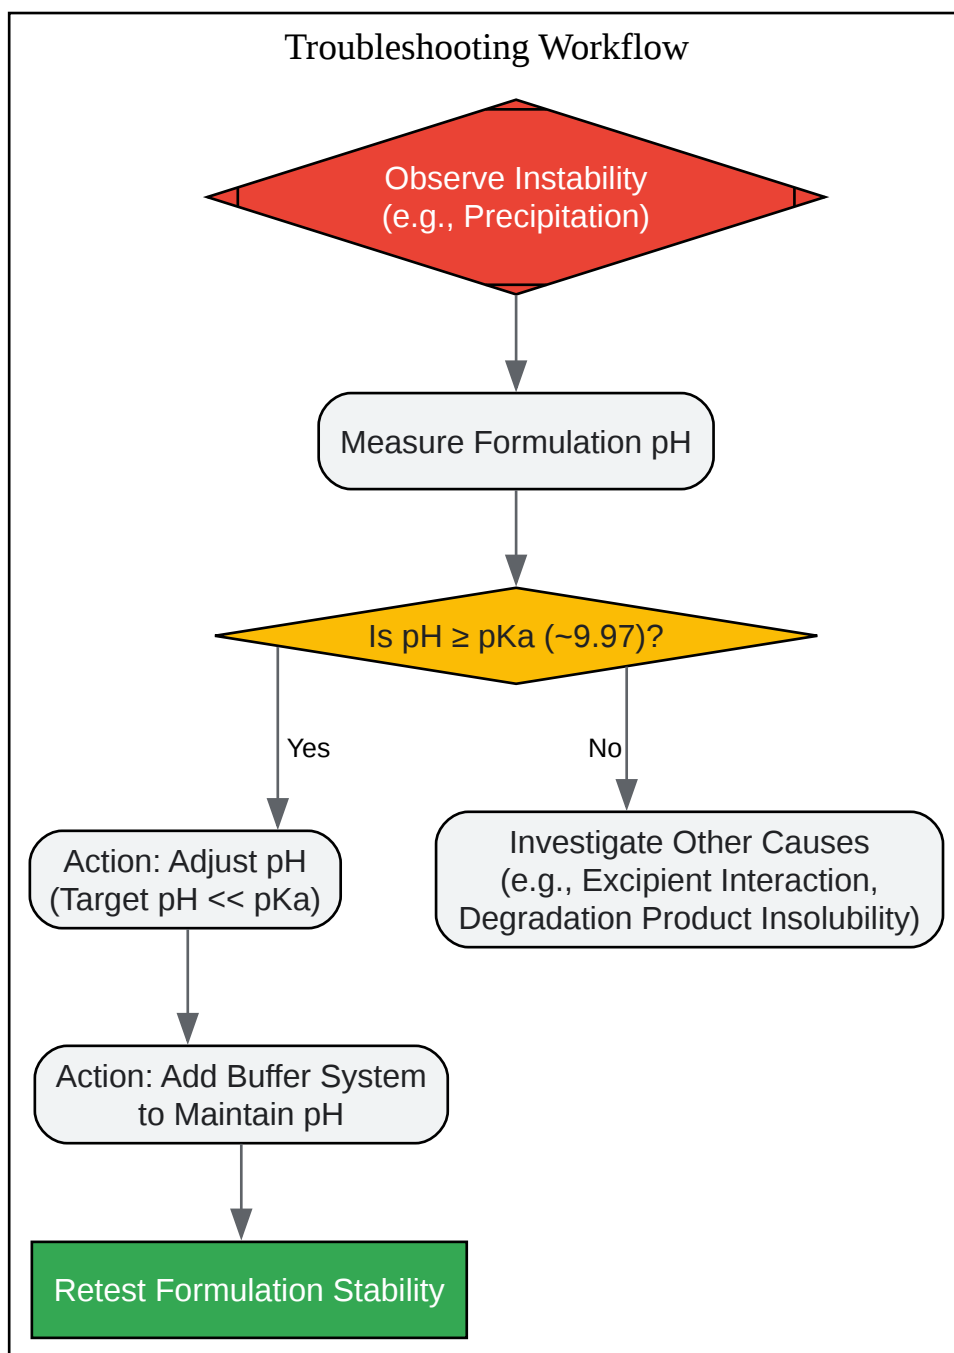 Troubleshooting Workflow
Observe Instability
(e.g., Precipitation)
Measure Formulation pH
Is pH ≥ pKa (~9.97)?
Yes
No
Action: Adjust pH
(Target pH << pKa)
Investigate Other Causes
(e.g., Excipient Interaction,
Degradation Product Insolubility)
Action: Add Buffer System
to Maintain pH
Retest Formulation Stability